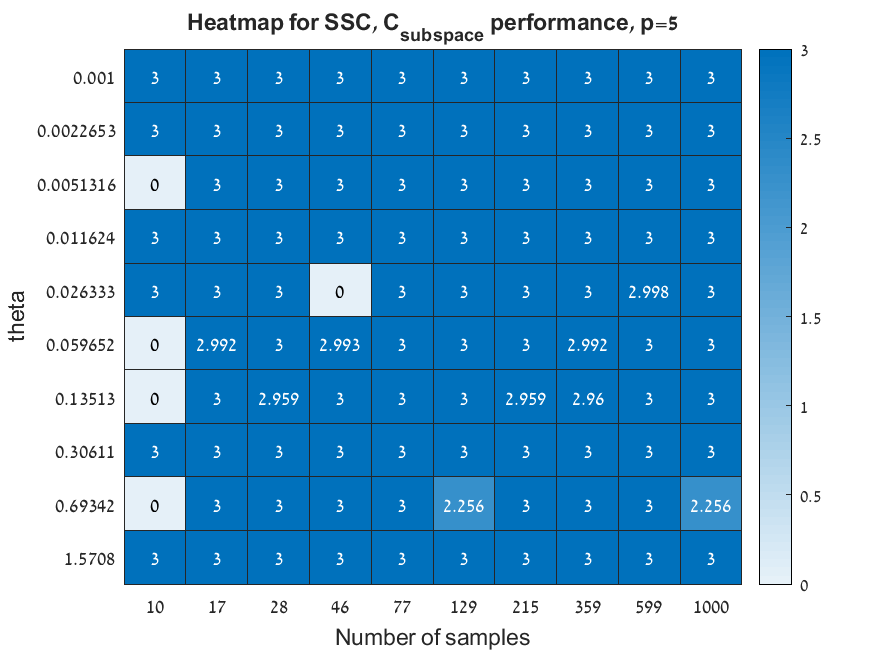 Heatmap for SSC, C_subspace performance, p=5
0.001 3 3 3 3 3 3 3 3 3 3
0.0022653 3 3 3 3 3 3 3 3 3 3
0.0051316 0 3 3 3 3 3 3 3 3 3
0.011624 3 3 3 3 3 3 3 3 3 3
0.026333 3 3 3 0 3 3 3 3 2.998 3
0.059652 0 2.992 3 2.993 3 3 3 2.992 3 3
0.13513 0 3 2.959 3 3 3 2.959 2.96 3 3
0.30611 3 3 3 3 3 3 3 3 3 3
0.69342 0 3 3 3 3 2.256 3 3 3 2.256
1.5708 3 3 3 3 3 3 3 3 3 3
10 17 28 46 77 129 215 359 599 1000
Number of samples
theta
3
2.5
2
1.5
1
0.5
0